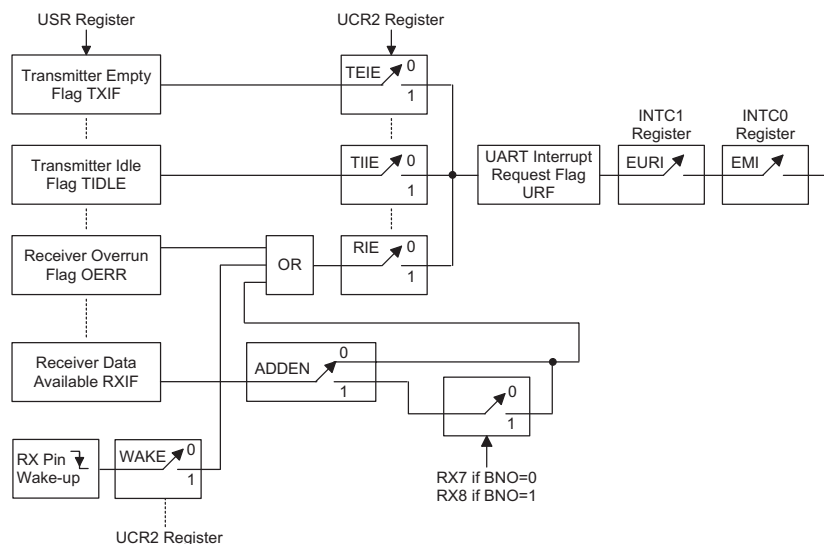 USR Register
UCR2 Register
Transmitter Empty
Flag TXIF
TEIE
0
1
INTC1
Register
INTC0
Register
Transmitter Idle
Flag TIDLE
TIIE
0
1
UART Interrupt
Request Flag
URF
EURI
EMI
Receiver Overrun
Flag OERR
OR
RIE
0
1
Receiver Data
Available RXIF
ADDEN
0
1
0
1
RX Pin
Wake-up
WAKE
0
1
RX7 if BNO=0
RX8 if BNO=1
UCR2 Register